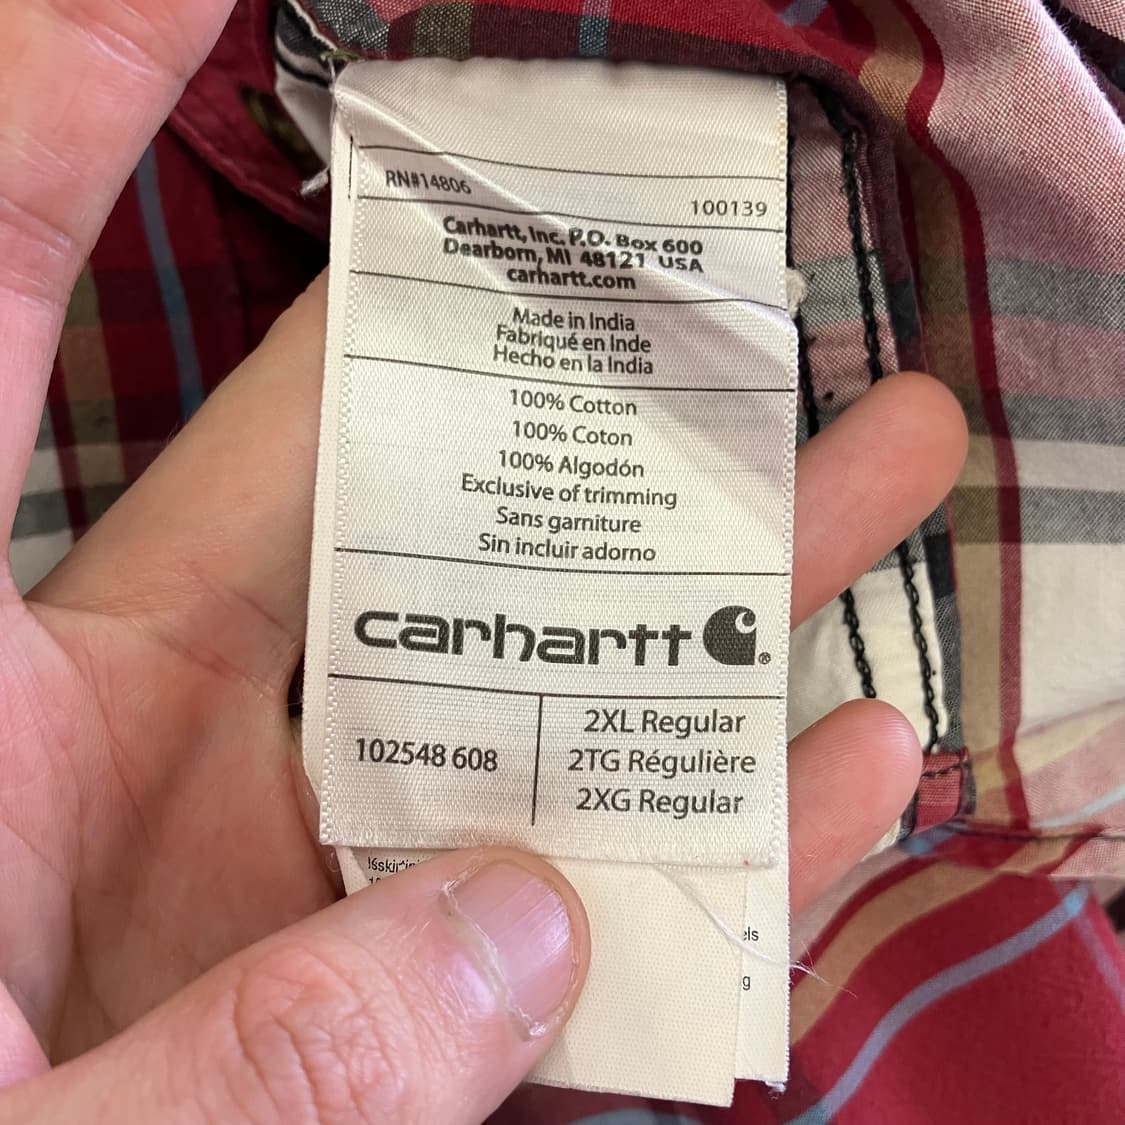 RN#14806
100139
Carhartt, Inc. P.O. Box 600
Dearborn, MI 48121 USA
carhartt.com
Made in India
Fabriqué en Inde
Hecho en la India
100% Cotton
100% Coton
100% Algodón
Exclusive of trimming
Sans garniture
Sin incluir adorno
carhartt ®
102548 608
2XL Regular
2TG Régulière
2XG Regular